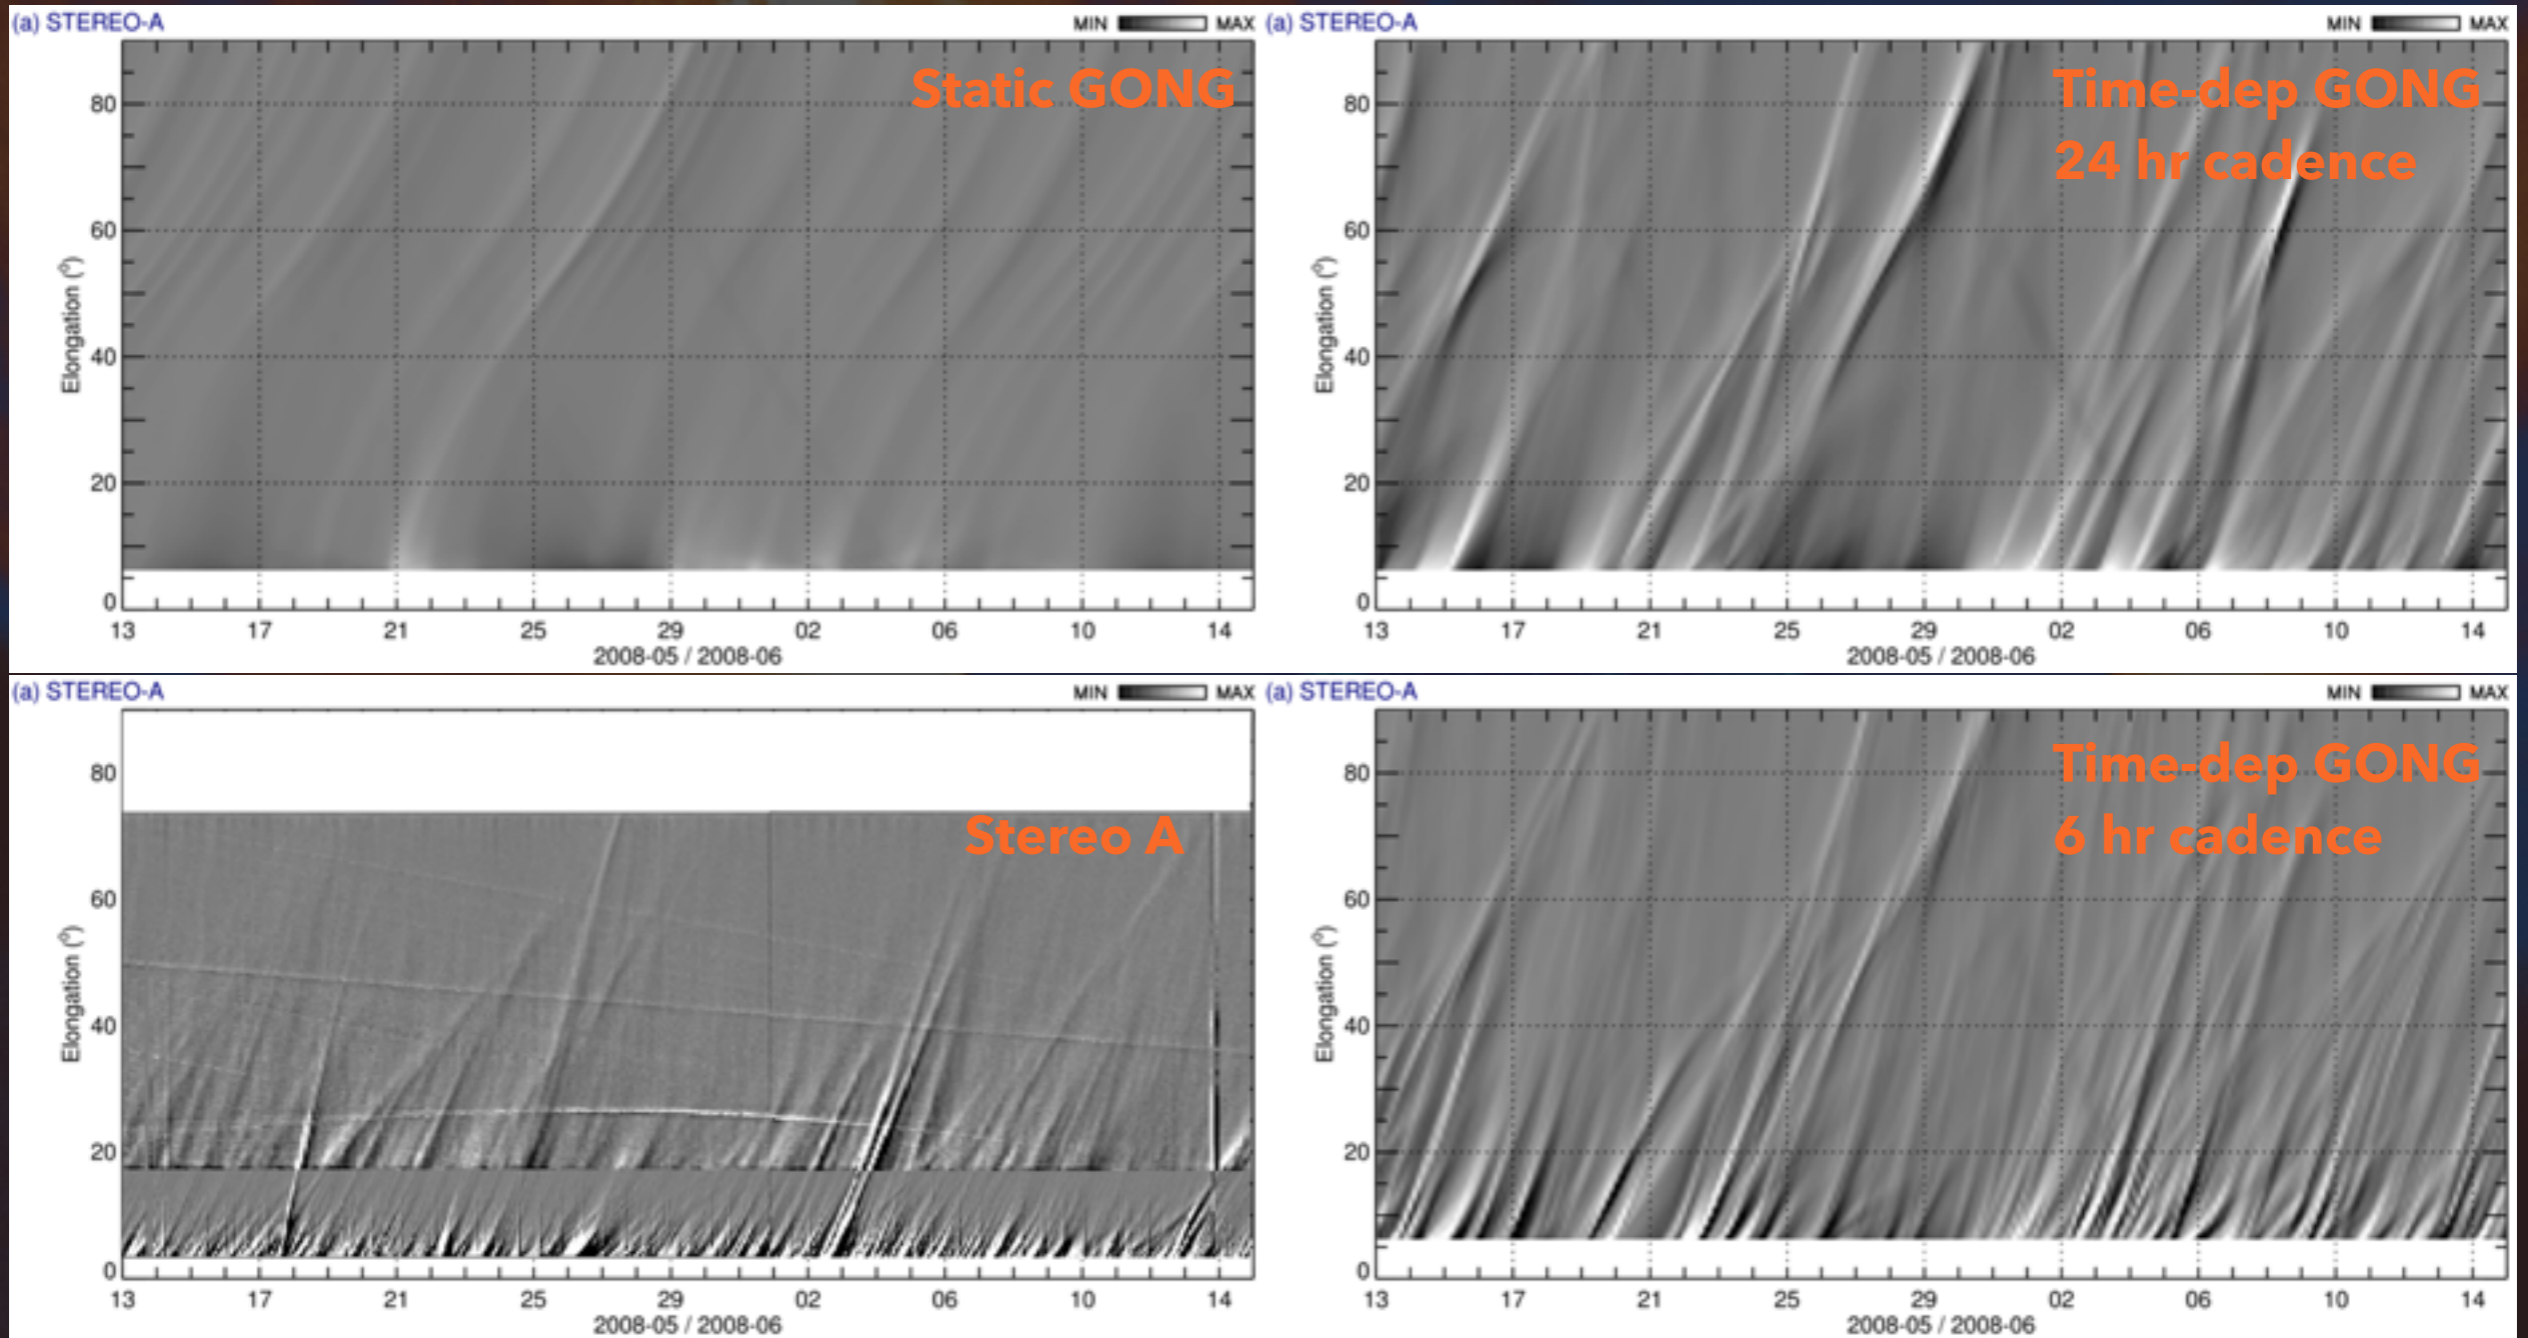 (a) STEREO-A MIN MAX
Static GONG
80
60
40
20
0
Elongation (°)
13 17 21 25 29 02 06 10 14
2008-05 / 2008-06
(a) STEREO-A MIN MAX
Time-dep GONG
24 hr cadence
80
60
40
20
0
Elongation (°)
13 17 21 25 29 02 06 10 14
2008-05 / 2008-06
(a) STEREO-A MIN MAX
Stereo A
80
60
40
20
0
Elongation (°)
13 17 21 25 29 02 06 10 14
2008-05 / 2008-06
(a) STEREO-A MIN MAX
Time-dep GONG
6 hr cadence
80
60
40
20
0
Elongation (°)
13 17 21 25 29 02 06 10 14
2008-05 / 2008-06